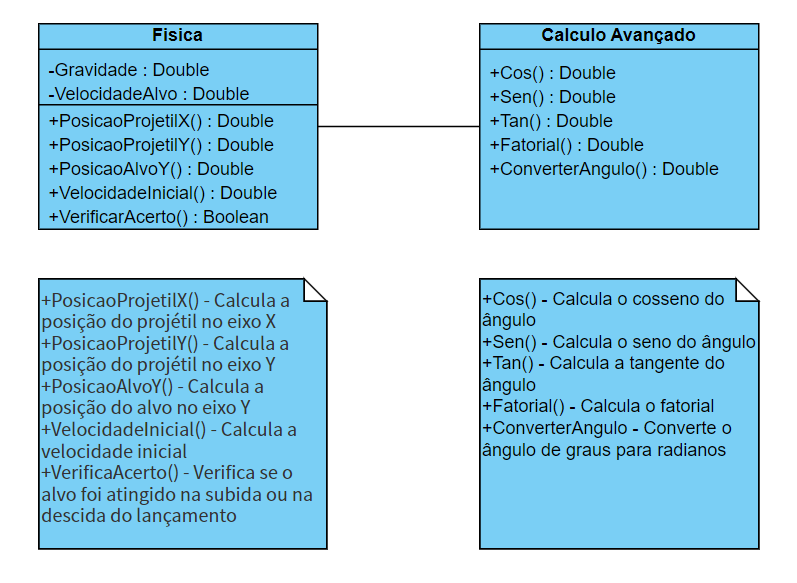 Fisica
-Gravidade : Double
-VelocidadeAlvo : Double
+PosicaoProjetilX() : Double
+PosicaoProjetilY() : Double
+PosicaoAlvoY() : Double
+VelocidadeInicial() : Double
+VerificarAcerto() : Boolean
Calculo Avançado
+Cos() : Double
+Sen() : Double
+Tan() : Double
+Fatorial() : Double
+ConverterAngulo() : Double
+PosicaoProjetilX() - Calcula a
posição do projétil no eixo X
+PosicaoProjetilY() - Calcula a
posição do projétil no eixo Y
+PosicaoAlvoY() - Calcula a
posição do alvo no eixo Y
+VelocidadeInicial() - Calcula a
velocidade inicial
+VerificaAcerto() - Verifica se o
alvo foi atingido na subida ou na
descida do lançamento
+Cos() - Calcula o cosseno do
ângulo
+Sen() - Calcula o seno do ângulo
+Tan() - Calcula a tangente do
ângulo
+Fatorial() - Calcula o fatorial
+ConverterAngulo - Converte o
ângulo de graus para radianos